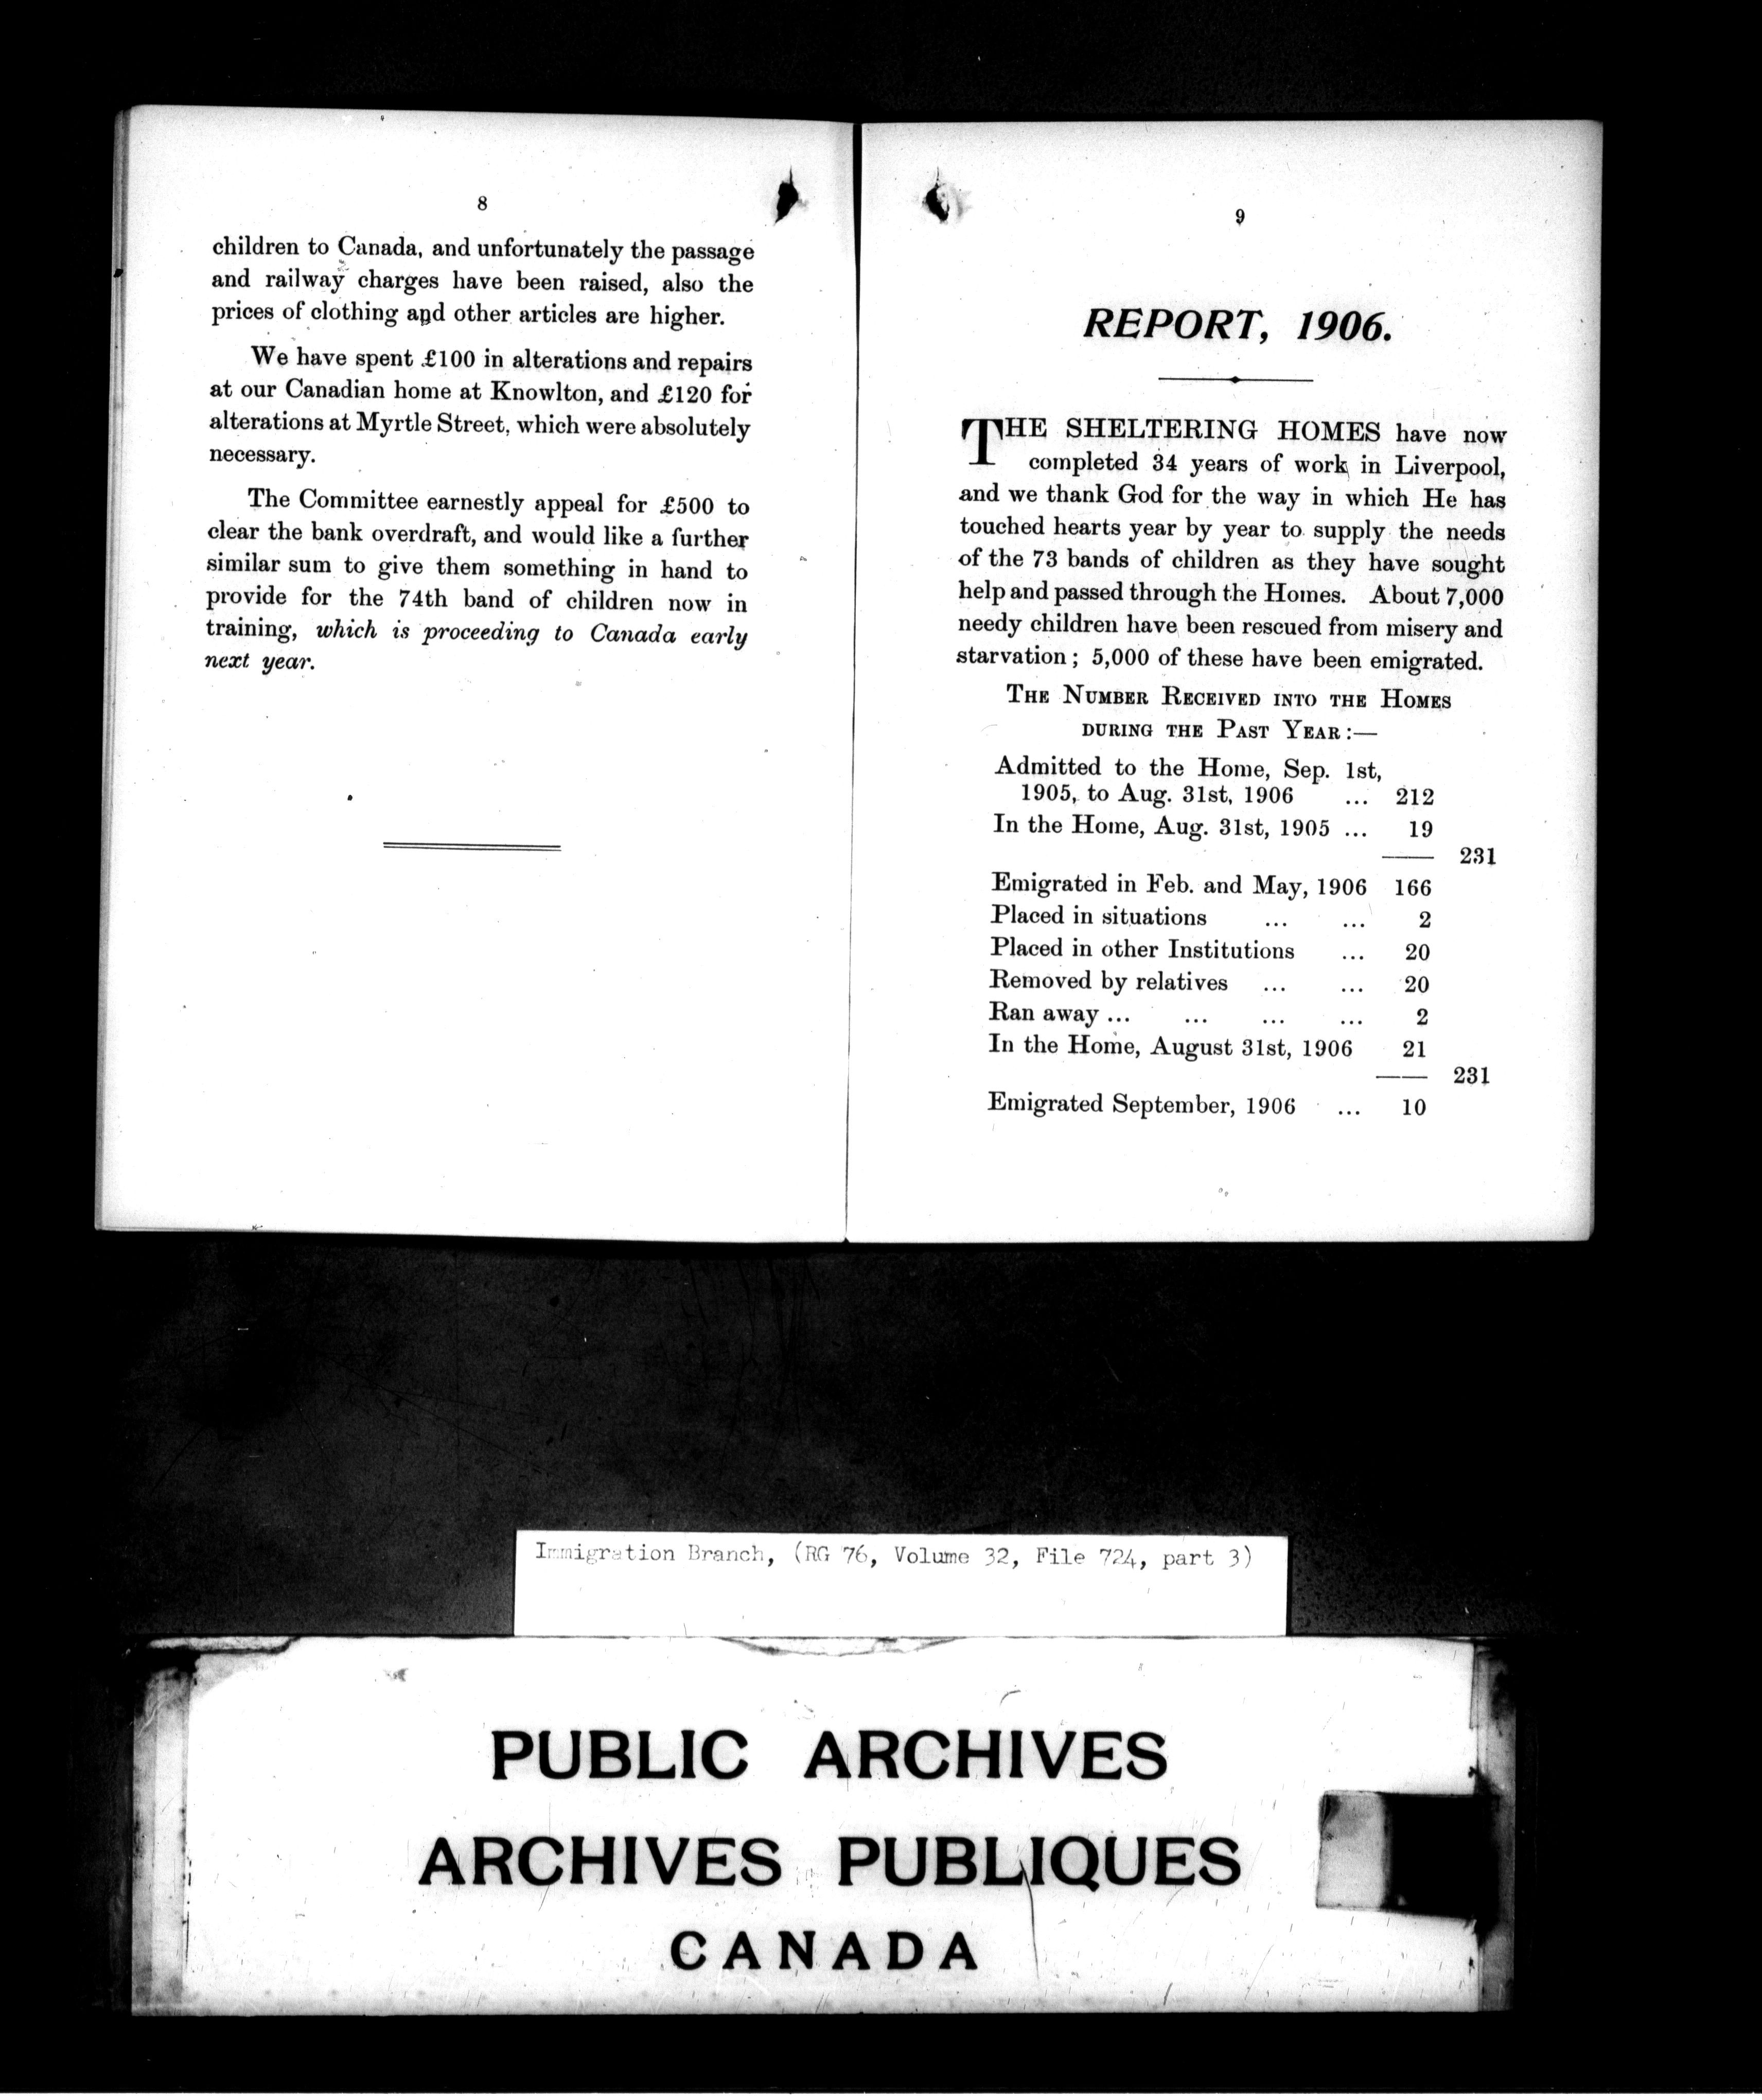 8
children to Canada, and unfortunately the passage
and railway charges have been raised, also the
prices of clothing and other articles are higher.
We have spent £100 in alterations and repairs
at our Canadian home at Knowlton, and £120 for
alterations at Myrtle Street, which were absolutely
necessary.
The Committee earnestly appeal for £500 to
clear the bank overdraft, and would like a further
similar sum to give them something in hand to
provide for the 74th band of children now in
training, which is proceeding to Canada early
next year.
9
REPORT, 1906.
THE SHELTERING HOMES have now
completed 34 years of work in Liverpool,
and we thank God for the way in which He has
touched hearts year by year to supply the needs
of the 73 bands of children as they have sought
help and passed through the Homes. About 7,000
needy children have been rescued from misery and
starvation; 5,000 of these have been emigrated.
THE NUMBER RECEIVED INTO THE HOMES
DURING THE PAST YEAR:—
Admitted to the Home, Sep. 1st,
1905, to Aug. 31st, 1906 ... 212
In the Home, Aug. 31st, 1905 ... 19
231
Emigrated in Feb. and May, 1906 166
Placed in situations ... ... 2
Placed in other Institutions ... 20
Removed by relatives ... ... 20
Ran away ... ... ... ... 2
In the Home, August 31st, 1906 21
231
Emigrated September, 1906 ... 10
Immigration Branch, (RG 76, Volume 32, File 724, part 3)
PUBLIC ARCHIVES
ARCHIVES PUBLIQUES
CANADA